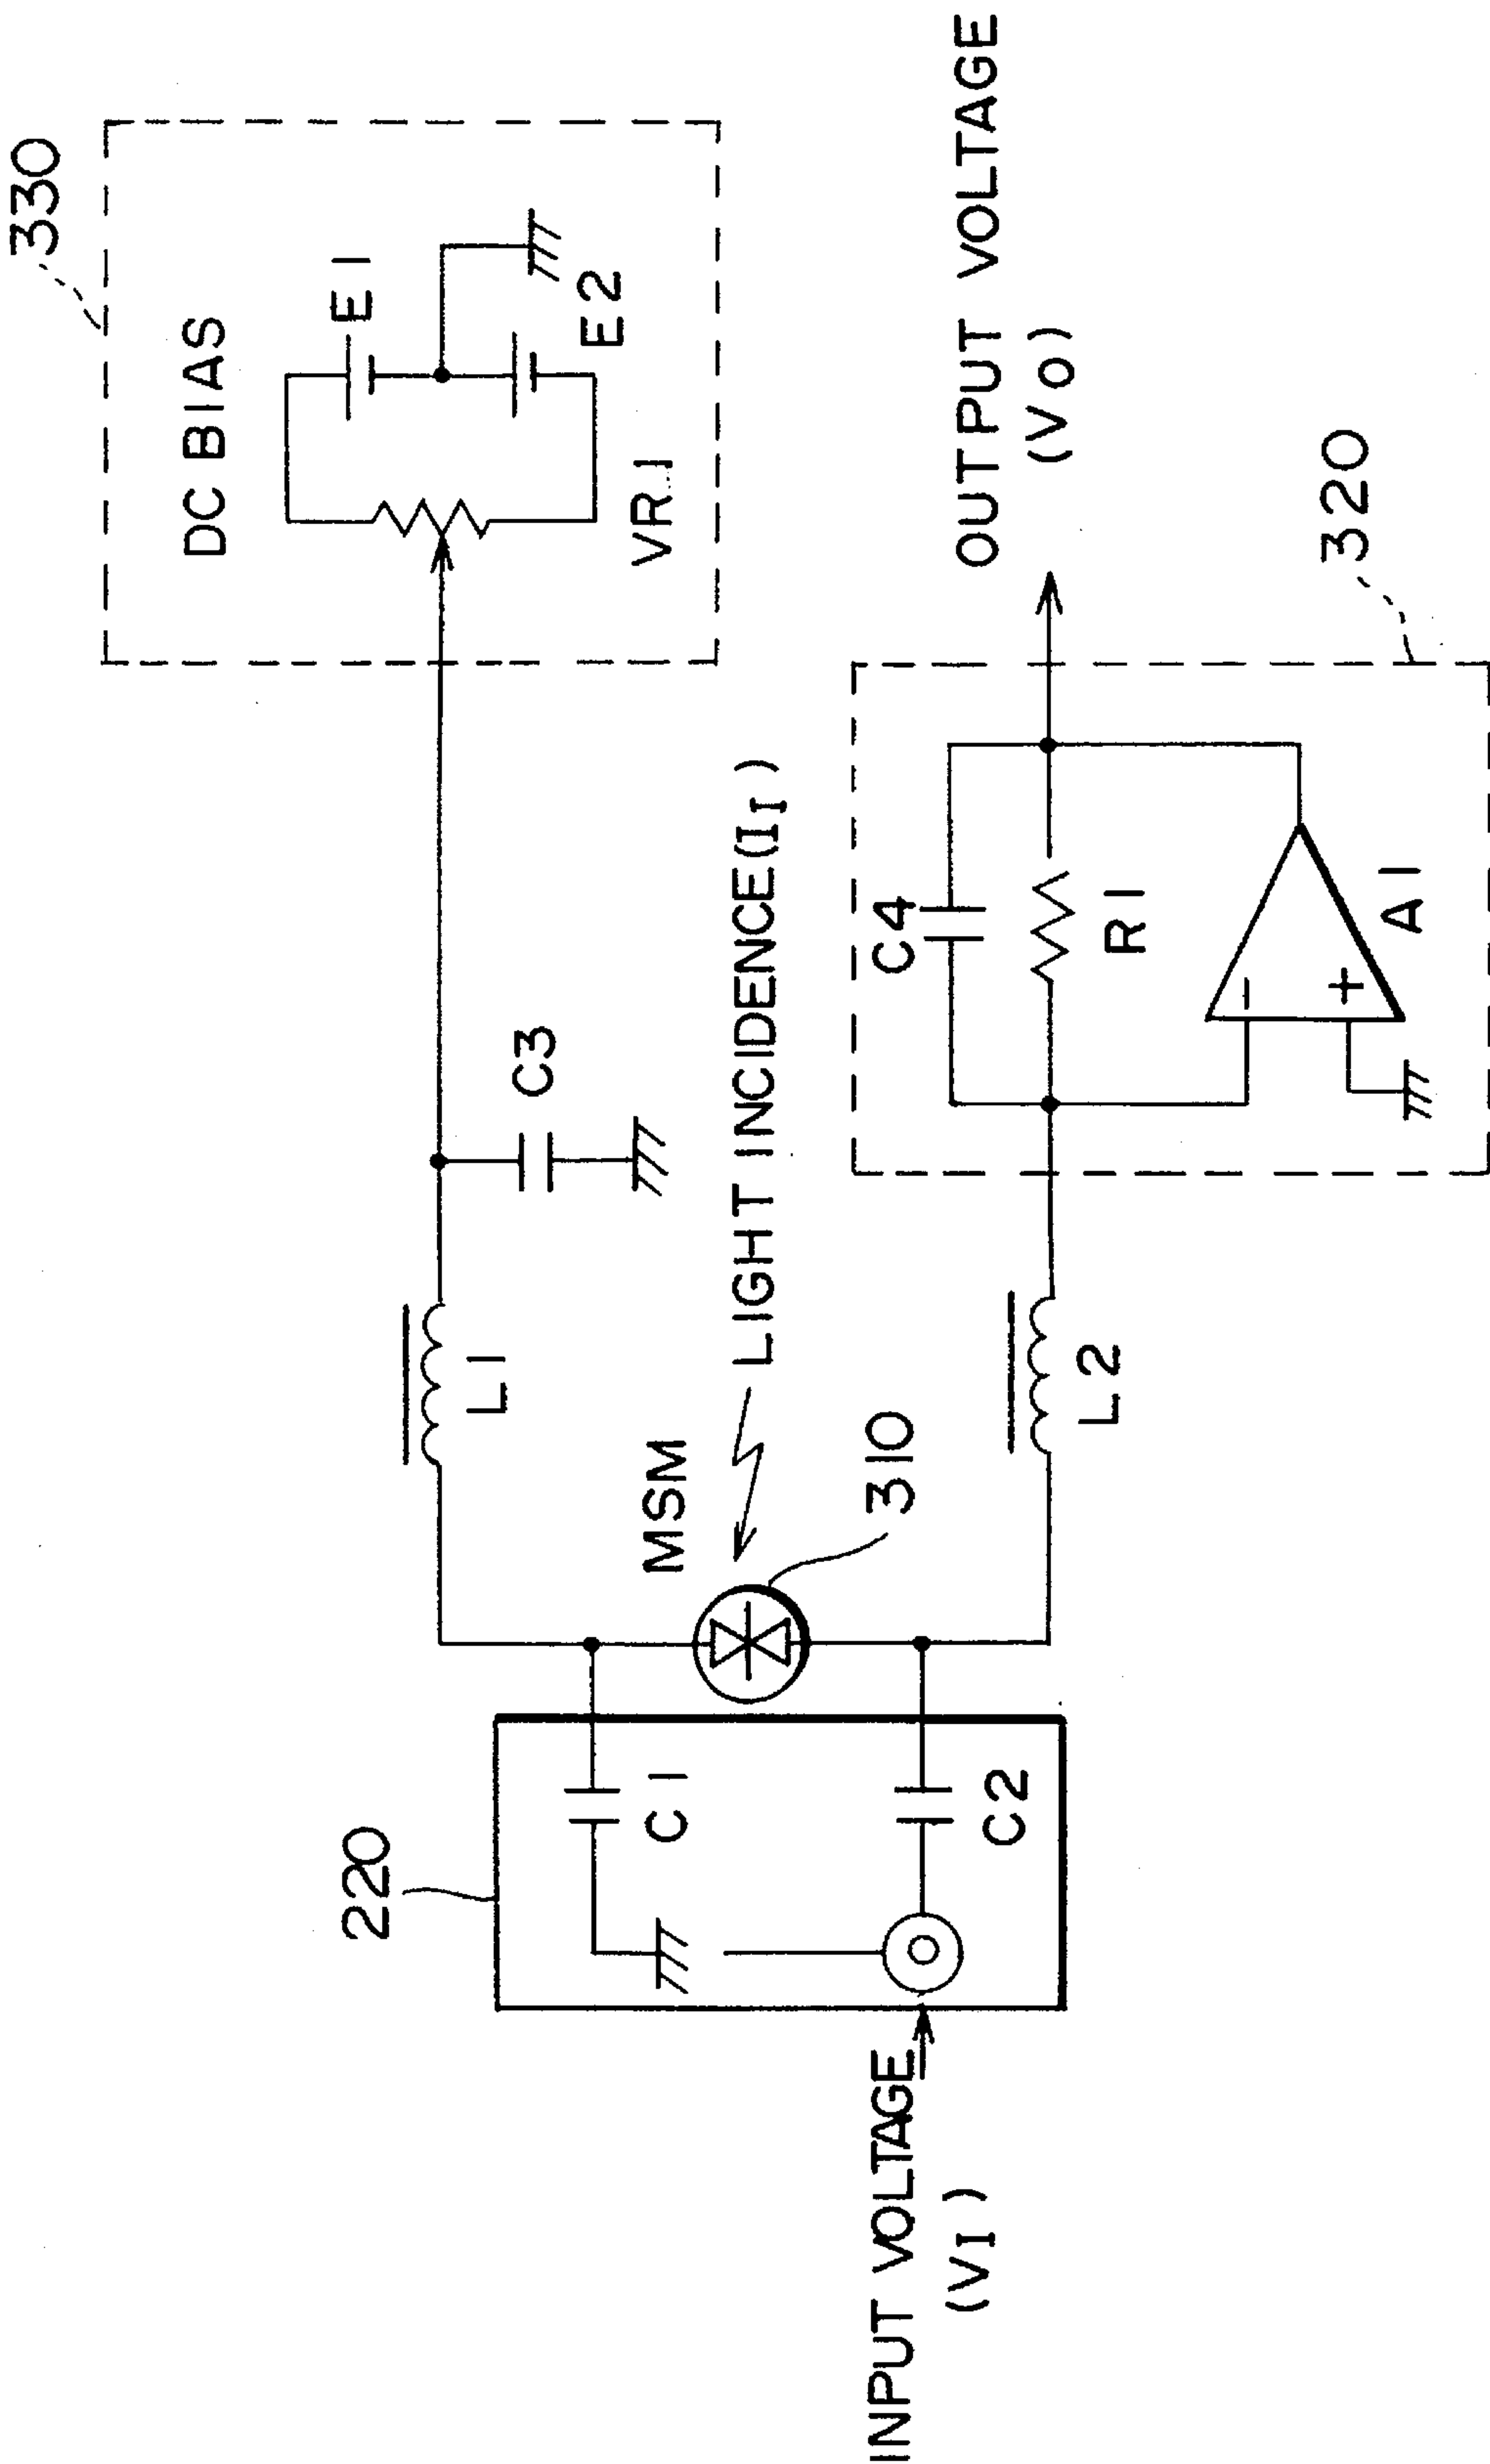 330
DC BIAS
E1
E2
VR1
OUTPUT VOLTAGE
(VO)
320
C4
R1
A1
−
+
C3
L1
LIGHT INCIDENCE(II)
MSM
310
L2
220
C1
C2
INPUT VOLTAGE
(VI)